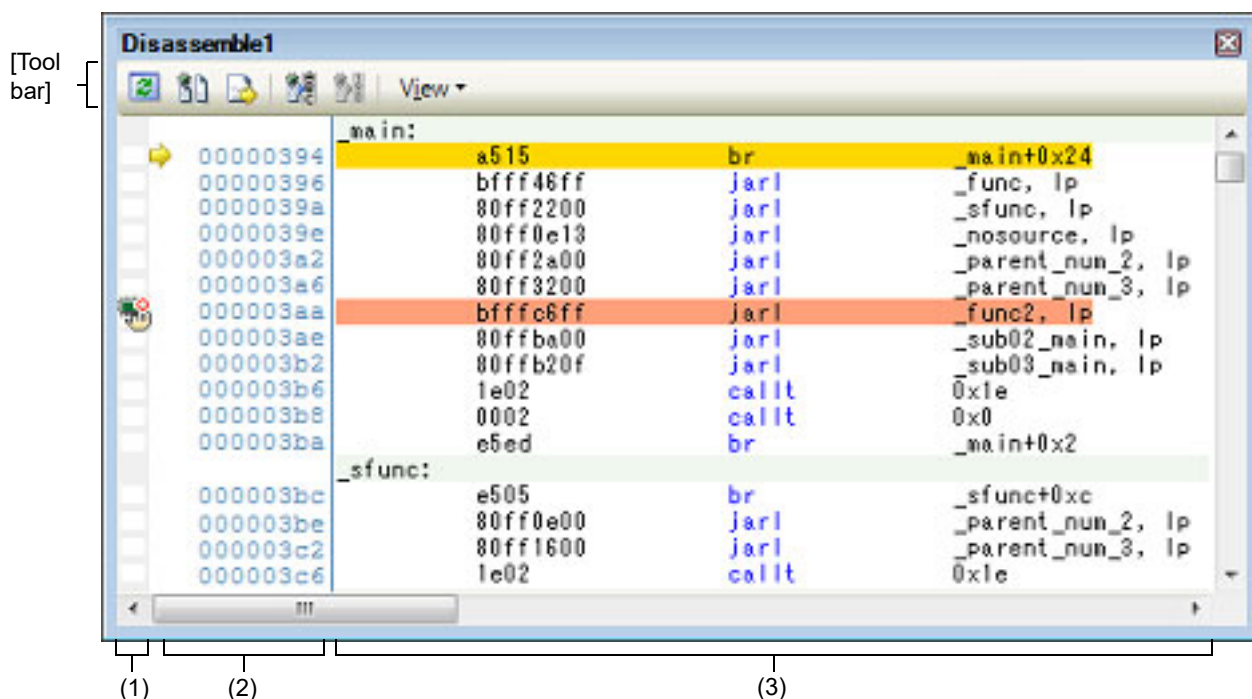 Disassemble1
[Tool bar]
View
_main:
00000394 a515 br _main+0x24
00000396 bfff46ff jarl _func, lp
0000039a 80ff2200 jarl _sfunc, lp
0000039e 80ff0e13 jarl _nosource, lp
000003a2 80ff2a00 jarl _parent_num_2, lp
000003a6 80ff3200 jarl _parent_num_3, lp
000003aa bfffc6ff jarl _func2, lp
000003ae 80ffba00 jarl _sub02_main, lp
000003b2 80ffb20f jarl _sub03_main, lp
000003b6 1e02 callt 0x1e
000003b8 0002 callt 0x0
000003ba e5ed br _main+0x2
_sfunc:
000003bc e505 br _sfunc+0xc
000003be 80ff0e00 jarl _parent_num_2, lp
000003c2 80ff1600 jarl _parent_num_3, lp
000003c6 1e02 callt 0x1e
(1) (2) (3)